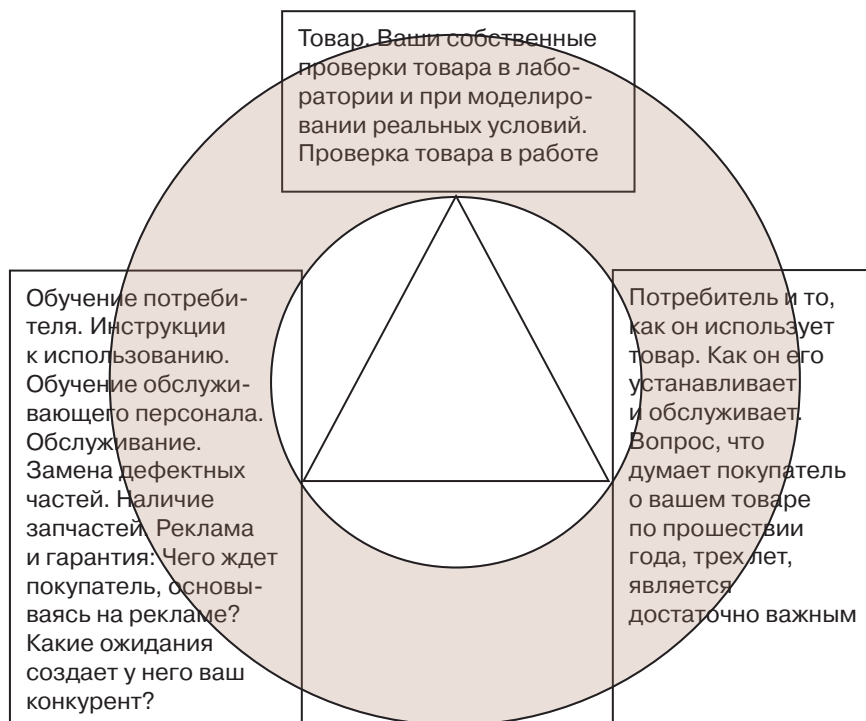 Товар. Ваши собственные
проверки товара в лабо-
ратории и при моделиро-
вании реальных условий.
Проверка товара в работе
Обучение потреби-
теля. Инструкции
к использованию.
Обучение обслужи-
вающего персонала.
Обслуживание.
Замена дефектных
частей. Наличие
запчастей. Реклама
и гарантия: Чего ждет
покупатель, основы-
ваясь на рекламе?
Какие ожидания
создает у него ваш
конкурент?
Потребитель и то,
как он использует
товар. Как он его
устанавливает
и обслуживает.
Вопрос, что
думает покупатель
о вашем товаре
по прошествии
года, трех лет,
является
достаточно важным